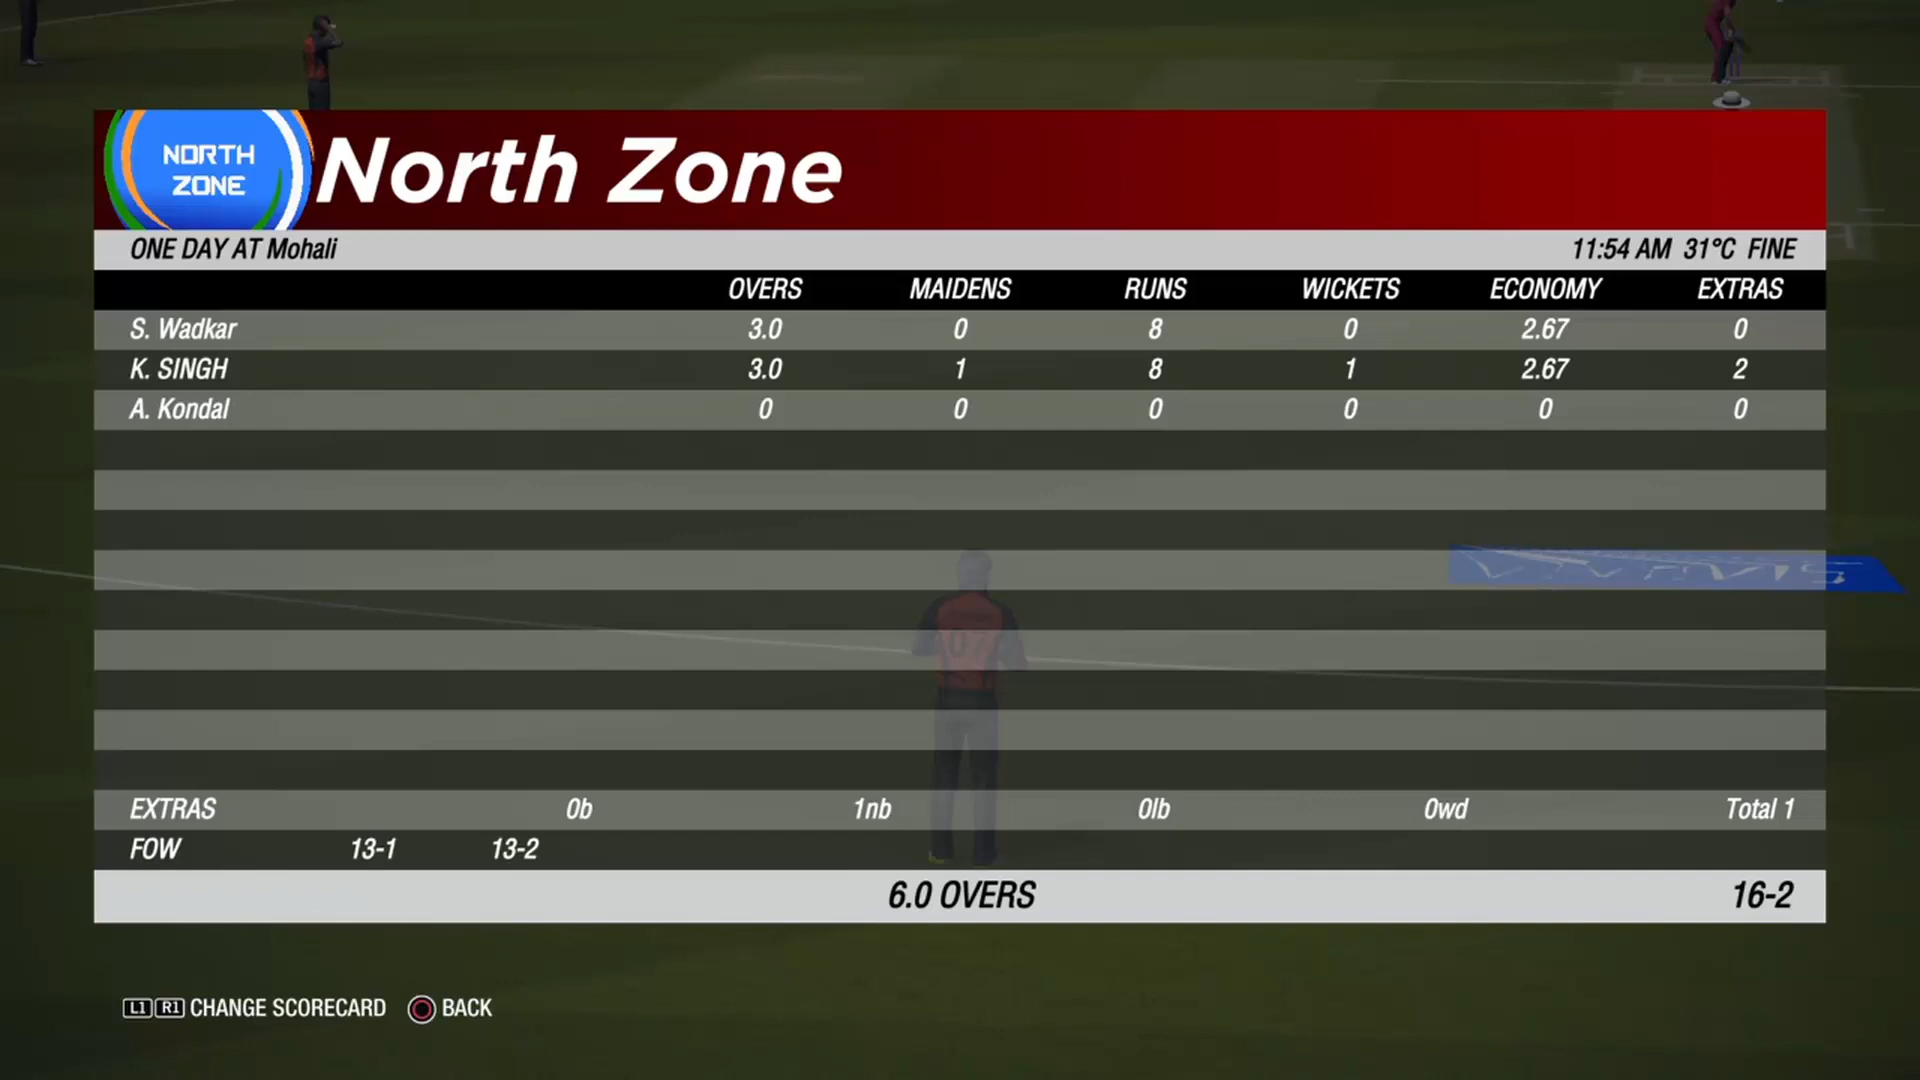 NORTH
ZONE
North Zone
ONE DAY AT Mohali 11:54 AM 31°C FINE
OVERS MAIDENS RUNS WICKETS ECONOMY EXTRAS
S. Wadkar 3.0 0 8 0 2.67 0
K. SINGH 3.0 1 8 1 2.67 2
A. Kondal 0 0 0 0 0 0
07
EXTRAS 0b 1nb 0lb 0wd Total 1
FOW 13-1 13-2
6.0 OVERS 16-2
L1 R1 CHANGE SCORECARD BACK